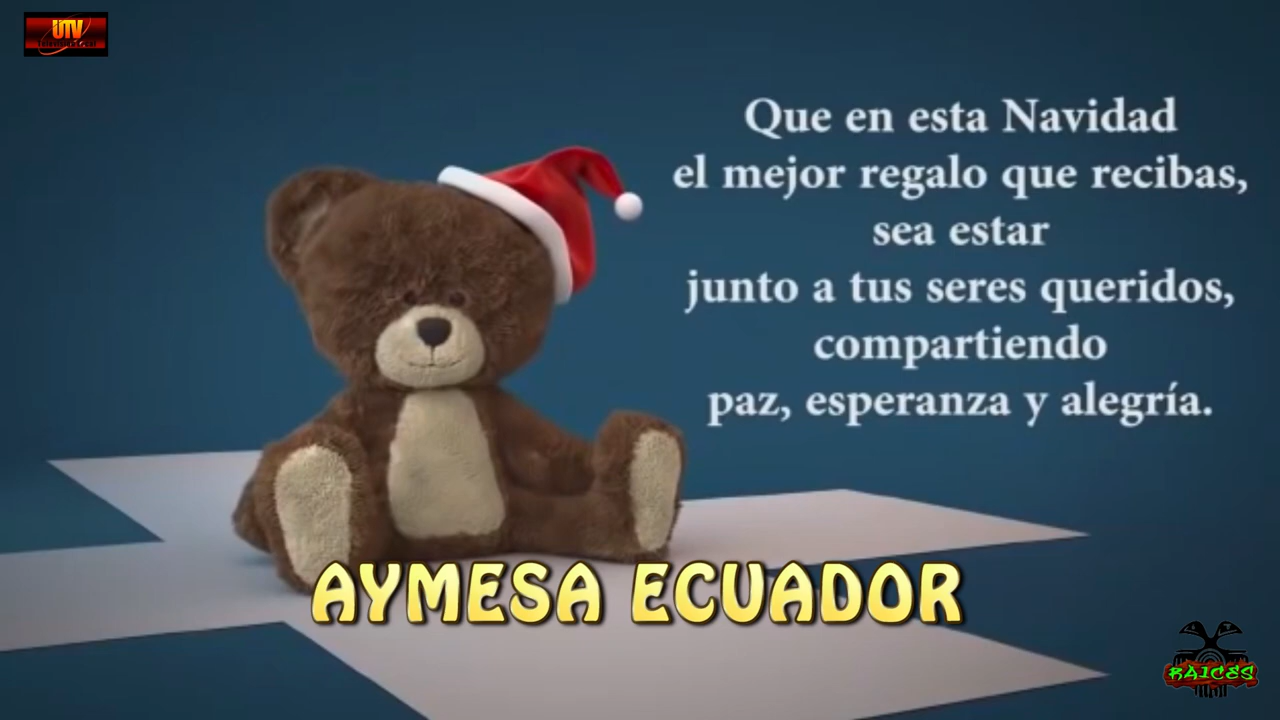 UTV
Que en esta Navidad
el mejor regalo que recibas,
sea estar
junto a tus seres queridos,
compartiendo
paz, esperanza y alegría.
AYMESA ECUADOR
RAICES